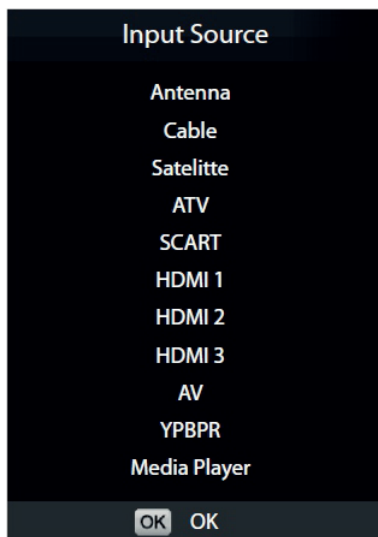 Input Source
Antenna
Cable
Satelitte
ATV
SCART
HDMI 1
HDMI 2
HDMI 3
AV
YPBPR
Media Player
OK OK